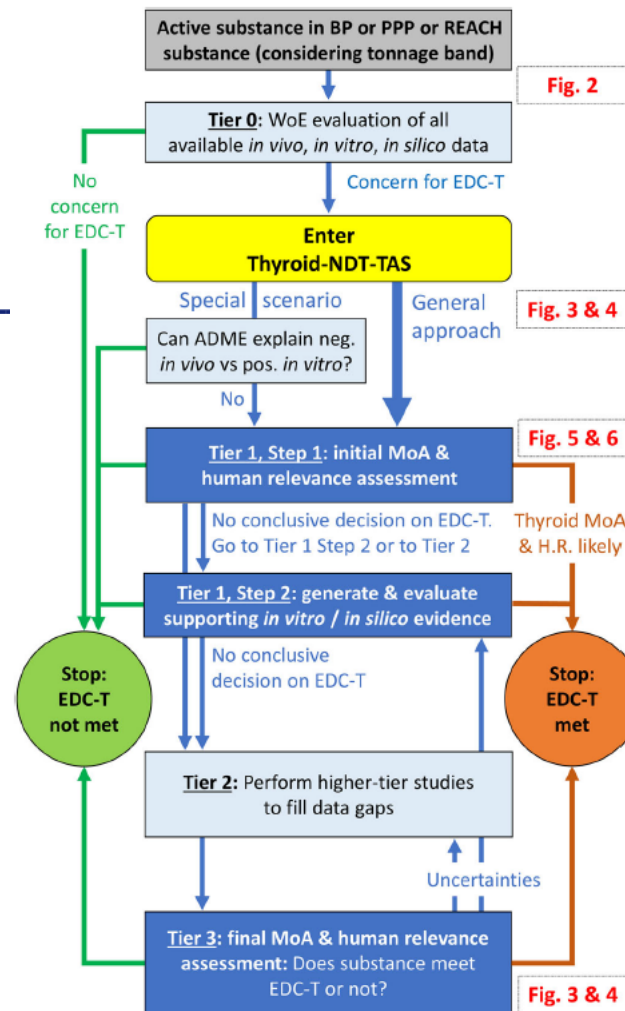 Active substance in BP or PPP or REACH
substance (considering tonnage band)
Fig. 2
Tier 0: WoE evaluation of all
available in vivo, in vitro, in silico data
No
concern
for EDC-T
Concern for EDC-T
Enter
Thyroid-NDT-TAS
Special scenario
General
approach
Fig. 3 & 4
Can ADME explain neg.
in vivo vs pos. in vitro?
No
Fig. 5 & 6
Tier 1, Step 1: initial MoA &
human relevance assessment
No conclusive decision on EDC-T.
Go to Tier 1 Step 2 or to Tier 2
Thyroid MoA
& H.R. likely
Tier 1, Step 2: generate & evaluate
supporting in vitro / in silico evidence
No conclusive
decision on EDC-T
Stop:
EDC-T
not met
Stop:
EDC-T
met
Tier 2: Perform higher-tier studies
to fill data gaps
Uncertainties
Tier 3: final MoA & human relevance
assessment: Does substance meet
EDC-T or not?
Fig. 3 & 4